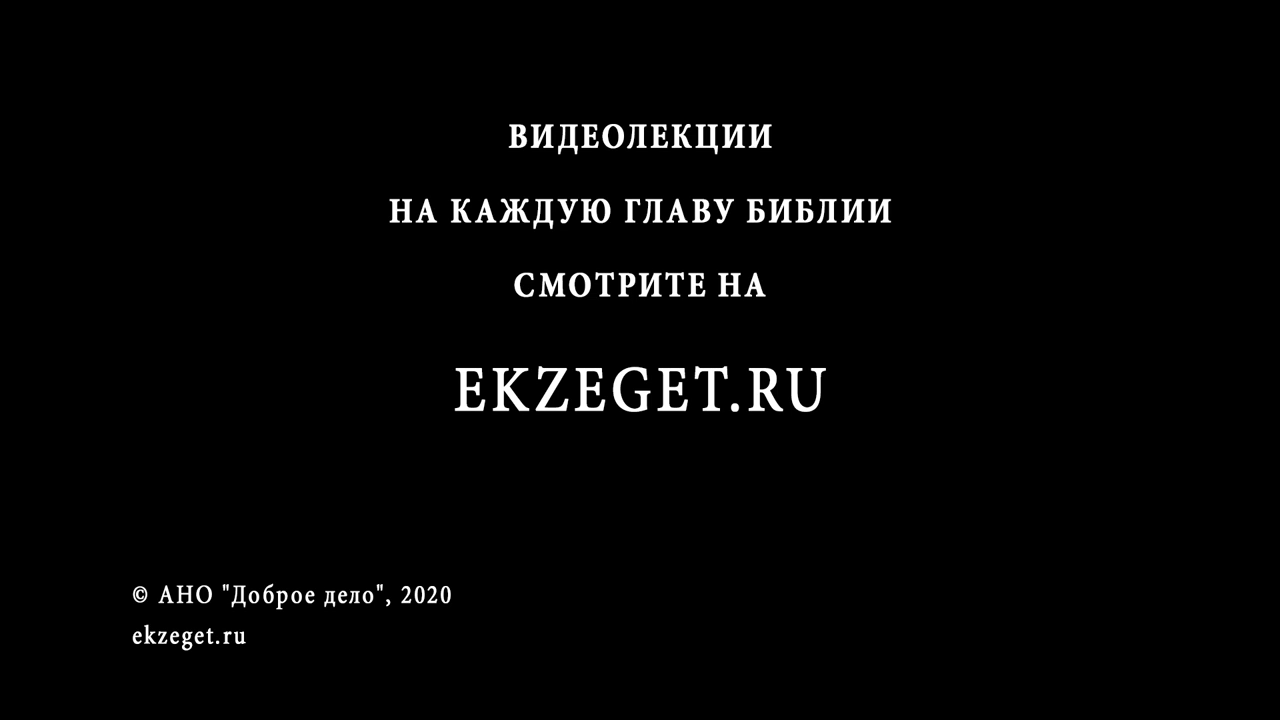 ВИДЕОЛЕКЦИИ
НА КАЖДУЮ ГЛАВУ БИБЛИИ
СМОТРИТЕ НА
EKZEGET.RU
© АНО "Доброе дело", 2020
ekzeget.ru